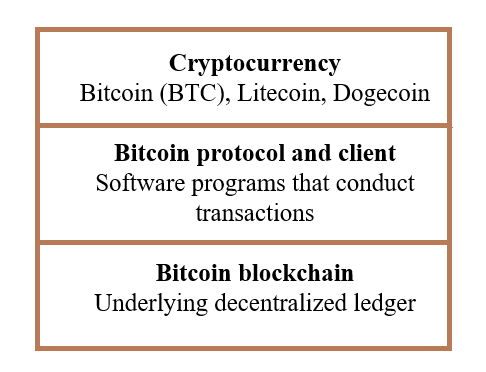 Cryptocurrency
Bitcoin (BTC), Litecoin, Dogecoin
Bitcoin protocol and client
Software programs that conduct
transactions
Bitcoin blockchain
Underlying decentralized ledger